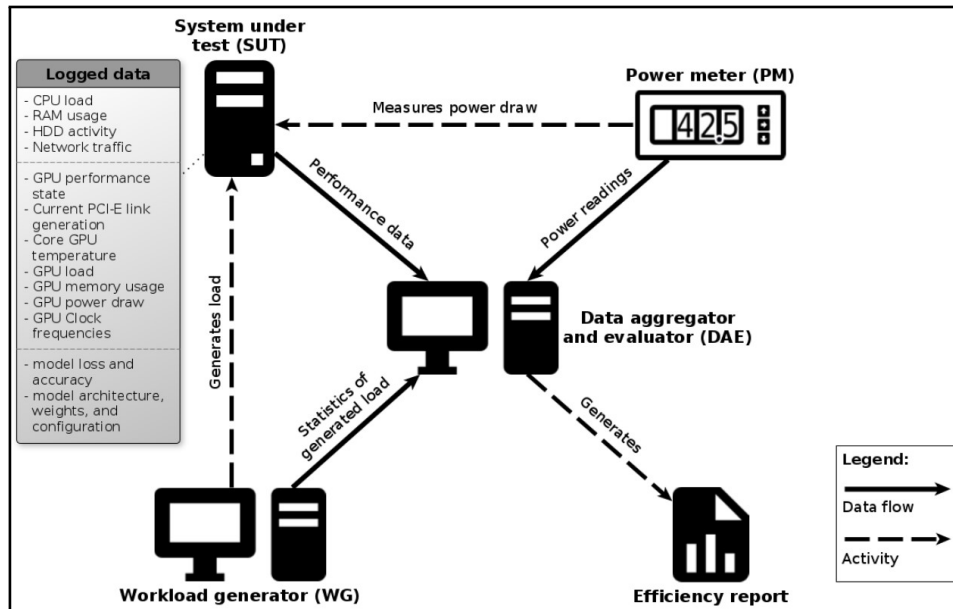 System under
test (SUT)
Logged data
- CPU load
- RAM usage
- HDD activity
- Network traffic
- GPU performance
state
- Current PCI-E link
generation
- Core GPU
temperature
- GPU load
- GPU memory usage
- GPU power draw
- GPU Clock
frequencies
- model loss and
accuracy
- model architecture,
weights, and
configuration
Measures power draw
Power meter (PM)
42.5
Performance data
Power readings
Generates load
Data aggregator
and evaluator (DAE)
Statistics of
generated load
Generates
Workload generator (WG)
Efficiency report
Legend:
Data flow
Activity